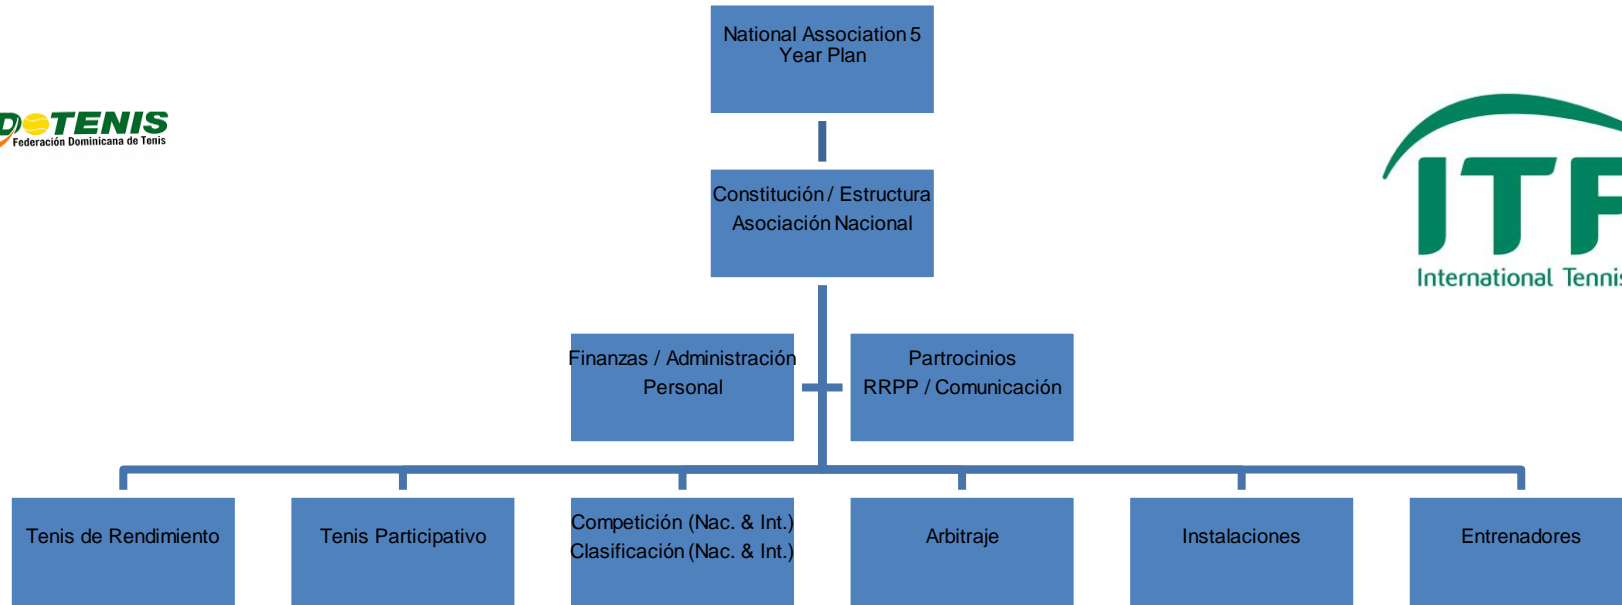 National Association 5
Year Plan
D TENIS
Federación Dominicana de Tenis
ITF
International Tennis
Constitución / Estructura
Asociación Nacional
Finanzas / Administración
Personal
Partrocinios
RRPP / Comunicación
Tenis de Rendimiento
Tenis Participativo
Competición (Nac. & Int.)
Clasificación (Nac. & Int.)
Arbitraje
Instalaciones
Entrenadores